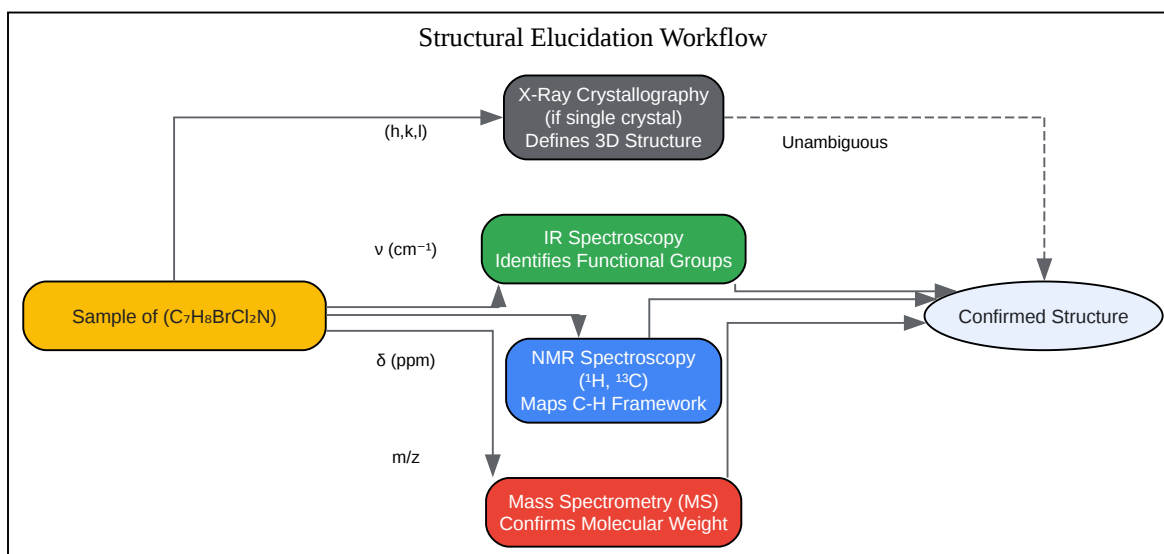 Structural Elucidation Workflow
X-Ray Crystallography
(if single crystal)
Defines 3D Structure
(h,k,l)
Unambiguous
IR Spectroscopy
Identifies Functional Groups
ν (cm⁻¹)
Sample of (C₇H₈BrCl₂N)
Confirmed Structure
δ (ppm)
NMR Spectroscopy
(¹H, ¹³C)
Maps C-H Framework
m/z
Mass Spectrometry (MS)
Confirms Molecular Weight